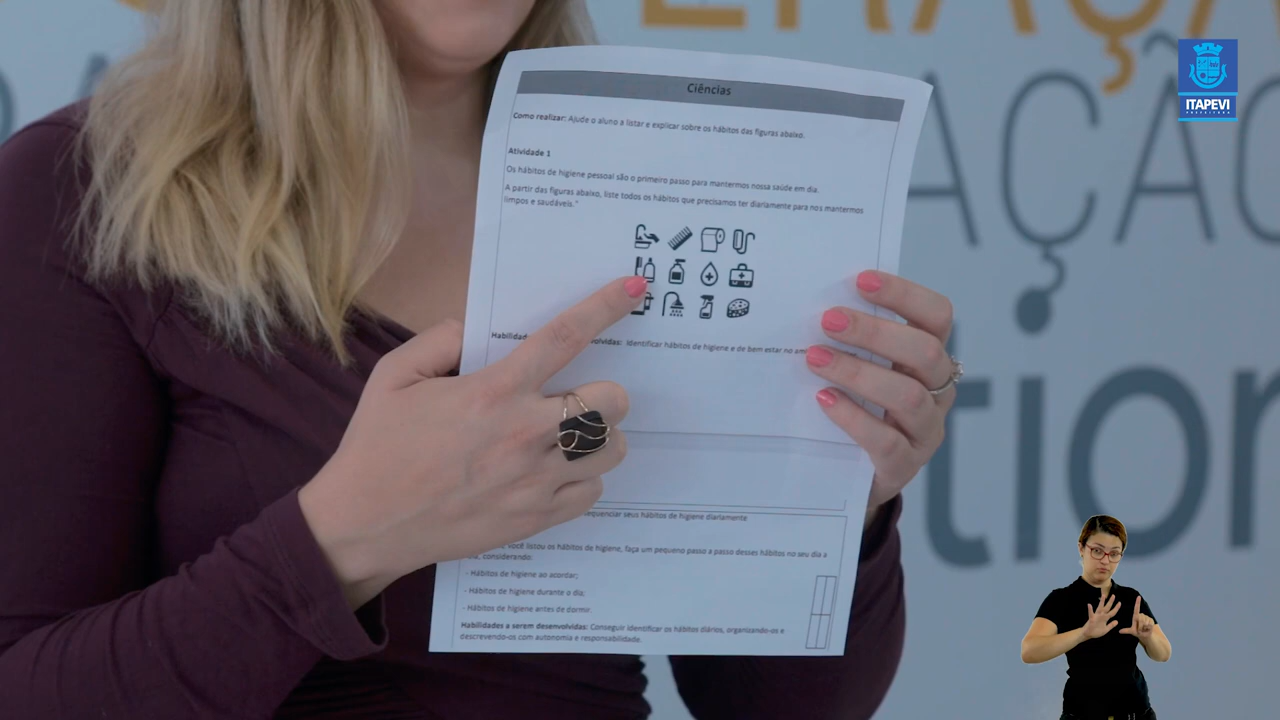 AÇÃO
ITAPEVI
PREFEITURA
tion
Ciências
Como realizar: Ajude o aluno a listar e explicar sobre os hábitos das figuras abaixo.
Atividade 1
Os hábitos de higiene pessoal são o primeiro passo para mantermos nossa saúde em dia.
A partir das figuras abaixo, liste todos os hábitos que precisamos ter diariamente para nos mantermos
limpos e saudáveis."
Identificar hábitos de higiene e de bem estar no
seus hábitos de higiene diariamente
você listou os hábitos de higiene, faça um pequeno passo a passo desses hábitos no seu dia a
considerando:
- Hábitos de higiene ao acordar;
- Hábitos de higiene durante o dia;
- Hábitos de higiene antes de dormir.
Habilidades a serem desenvolvidas: Conseguir identificar os hábitos diários, organizando-os e
descrevendo-os com autonomia e responsabilidade.